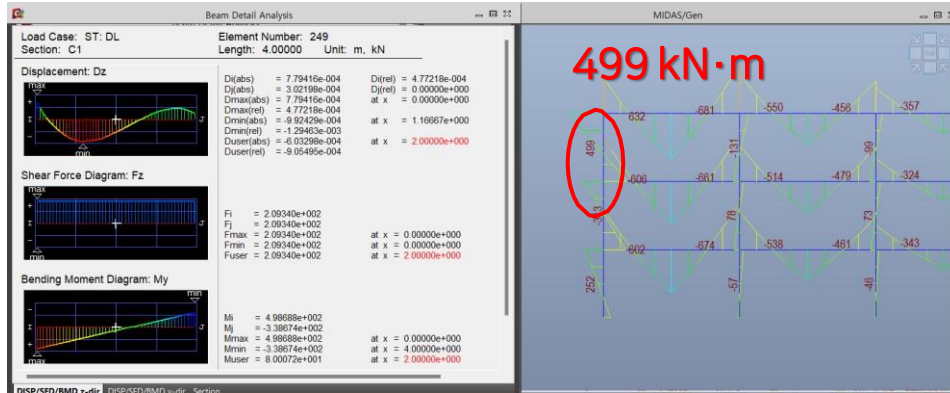 Beam Detail Analysis
Load Case: ST: DL
Section: C1
Element Number: 249
Length: 4.00000 Unit: m, kN
Displacement: Dz
max
+
I
J
-
min
Di(abs) = 7.79416e-004 Di(rel) = 4.77218e-004
Dj(abs) = 3.02198e-004 Dj(rel) = 0.00000e+000
Dmax(abs) = 7.79416e-004 at x = 0.00000e+000
Dmax(rel) = 4.77218e-004
Dmin(abs) = -9.92429e-004 at x = 1.16667e+000
Dmin(rel) = -1.29463e-003
Duser(abs) = -6.03298e-004 at x = 2.00000e+000
Duser(rel) = -9.05495e-004
Shear Force Diagram: Fz
max
+
I
J
-
min
Fi = 2.09340e+002
Fj = 2.09340e+002
Fmax = 2.09340e+002 at x = 0.00000e+000
Fmin = 2.09340e+002 at x = 0.00000e+000
Fuser = 2.09340e+002 at x = 2.00000e+000
Bending Moment Diagram: My
min
-
I
J
+
max
Mi = 4.98688e+002
Mj = -3.38674e+002
Mmax = 4.98688e+002 at x = 0.00000e+000
Mmin = -3.38674e+002 at x = 4.00000e+000
Muser = 8.00072e+001 at x = 2.00000e+000
DISP/SFD/BMD z-dir DISP/SFD/BMD y-dir Section
MIDAS/Gen
499 kN·m
632 -681 -550 -456 -357
499 -131 -99
-606 -661 -514 -479 -324
78 73
-602 -674 -538 -461 -343
252 -57 -46